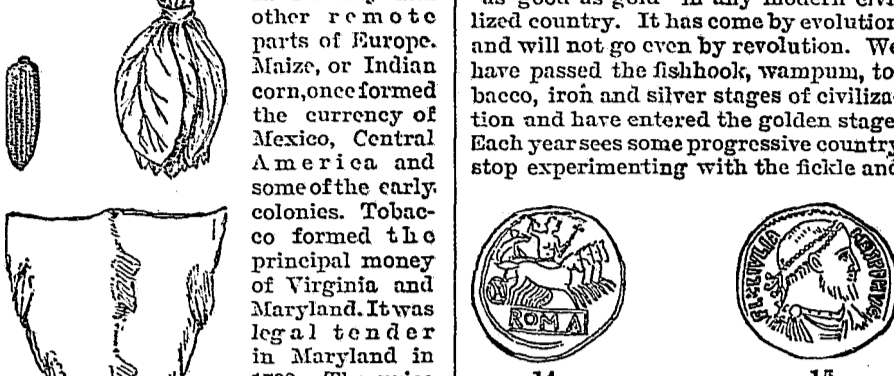 other remote
parts of Europe.
Maize, or Indian
corn, once formed
the currency of
Mexico, Central
America and
some of the early
colonies. Tobac-
co formed the
principal money
of Virginia and
Maryland. It was
legal tender
in Maryland in
"as good as gold" in any modern civi-
lized country. It has come by evolution
and will not go even by revolution. We
have passed the fishhook, wampum, to-
bacco, iron and silver stages of civiliza-
tion and have entered the golden stage
Each year sees some progressive country
stop experimenting with the fickle and
ROMA
14
15